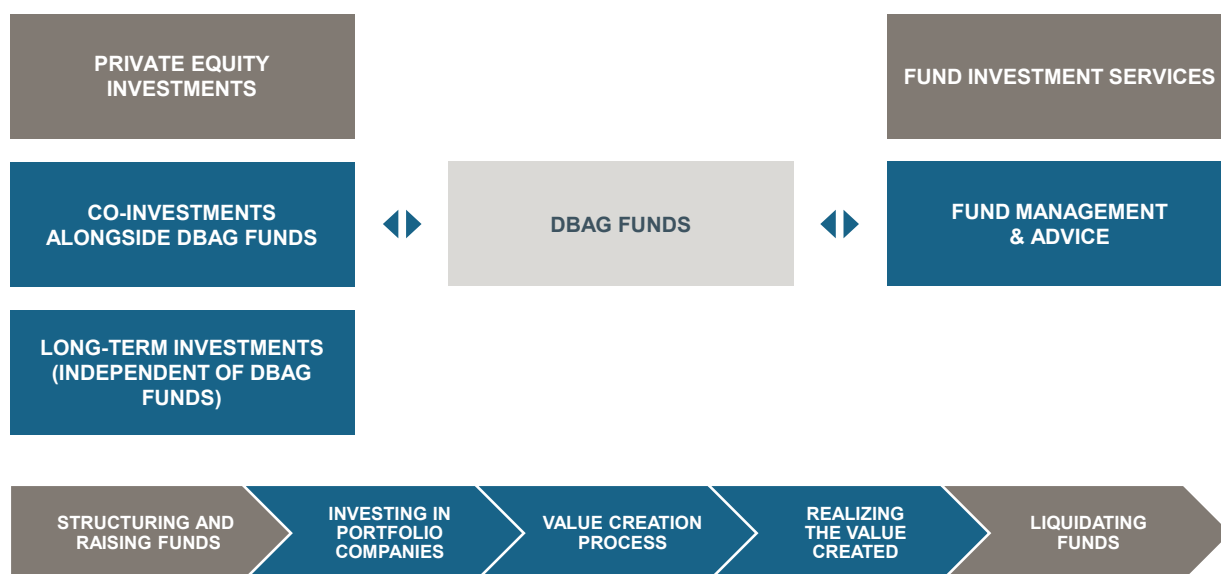 PRIVATE EQUITY
INVESTMENTS
FUND INVESTMENT SERVICES
CO-INVESTMENTS
ALONGSIDE DBAG FUNDS
DBAG FUNDS
FUND MANAGEMENT
& ADVICE
LONG-TERM INVESTMENTS
(INDEPENDENT OF DBAG
FUNDS)
STRUCTURING AND
RAISING FUNDS
INVESTING IN
PORTFOLIO
COMPANIES
VALUE CREATION
PROCESS
REALIZING
THE VALUE
CREATED
LIQUIDATING
FUNDS